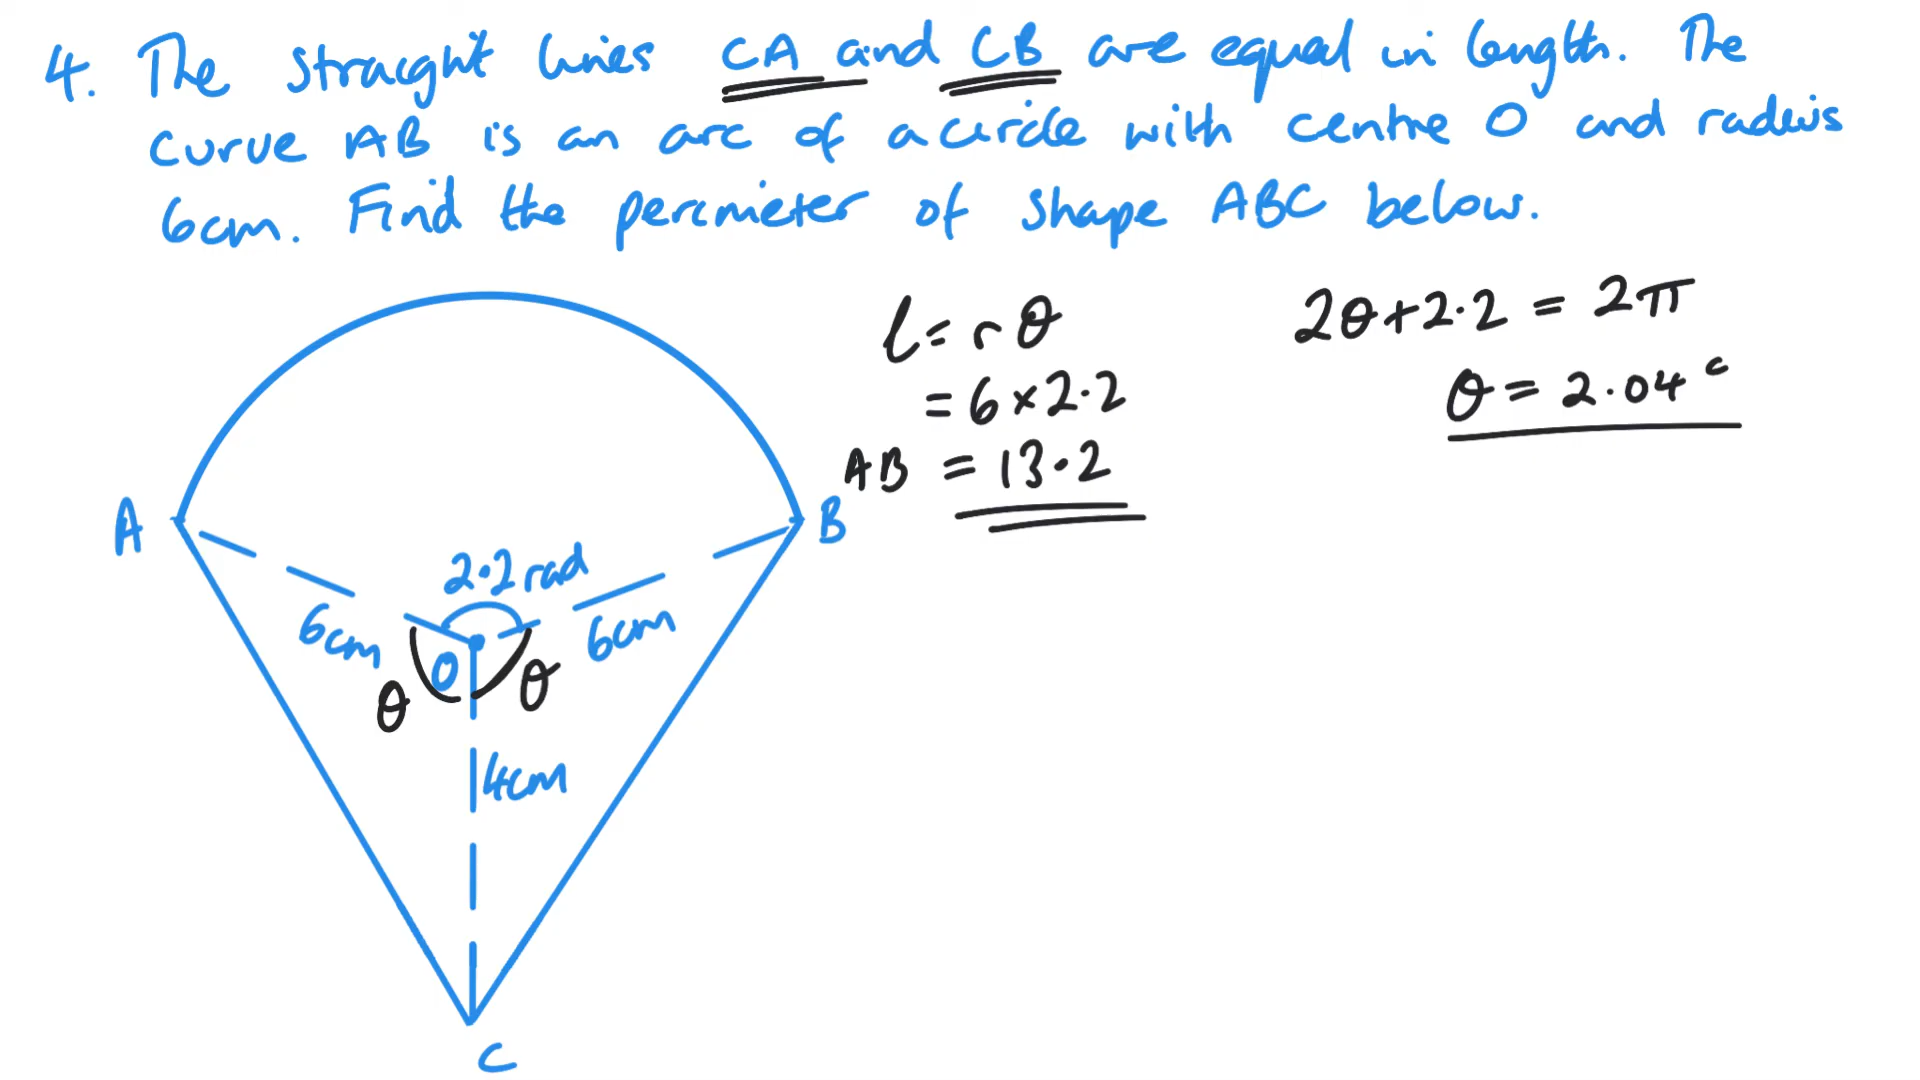 4. The straight lines CA and CB are equal in length. The
curve AB is an arc of a circle with centre O and radius
6cm. Find the perimeter of shape ABC below.
l = rθ
= 6 × 2.2
AB = 13.2
2θ + 2.2 = 2π
θ = 2.04 c
A
B
2.2 rad
6cm
6cm
O
θ
θ
4cm
C